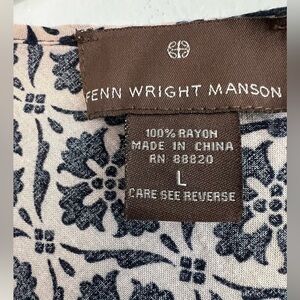 FENN WRIGHT MANSON
100% RAYON
MADE IN CHINA
RN 88820
L
CARE SEE REVERSE